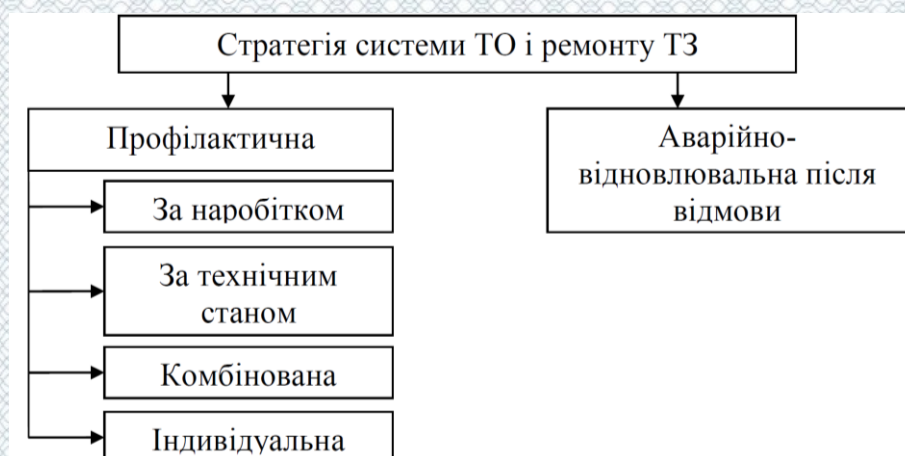 Стратегія системи ТО і ремонту ТЗ
Профілактична
За наробітком
За технічним
станом
Комбінована
Індивідуальна
Аварійно-
відновлювальна після
відмови